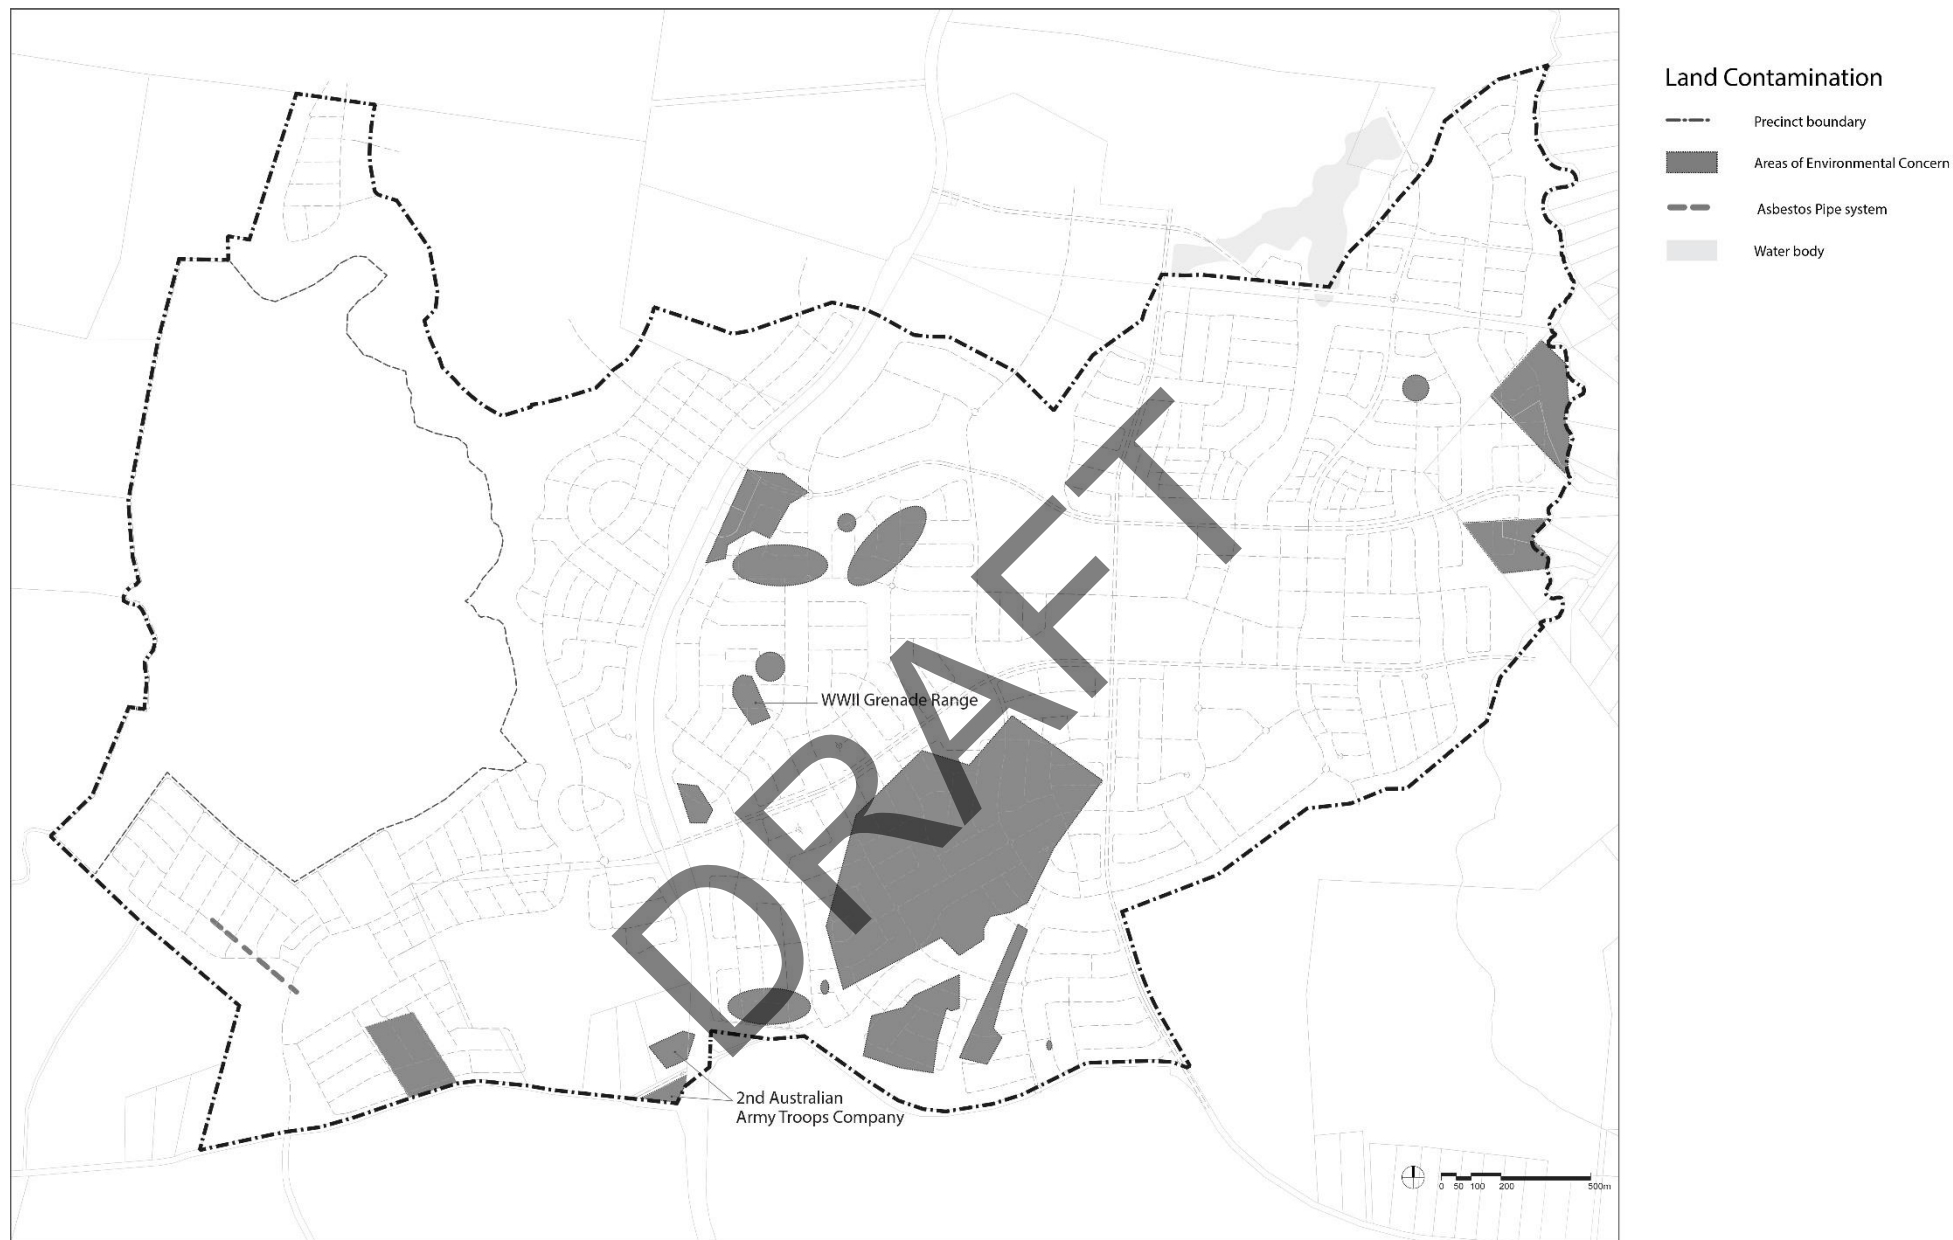 Land Contamination
Precinct boundary
Areas of Environmental Concern
Asbestos Pipe system
Water body
DRAFT
WWII Grenade Range
2nd Australian
Army Troops Company
0 50 100 200 500m